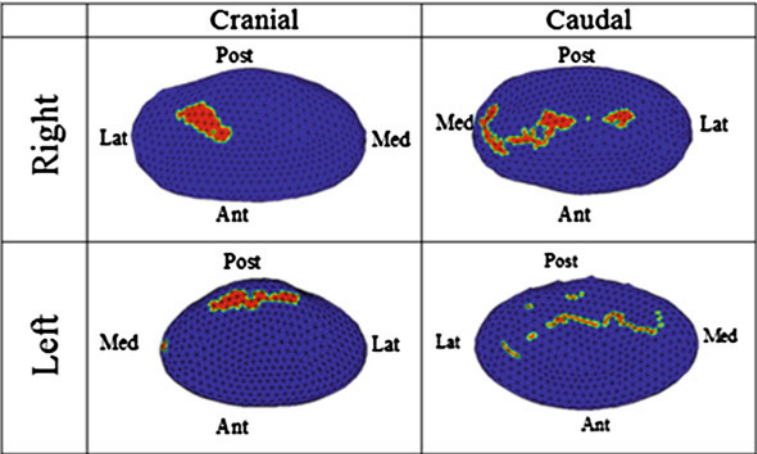 Cranial Caudal
Right
Post
Lat Med
Ant
Post
Med Lat
Ant
Left
Post
Med Lat
Ant
Post
Lat Med
Ant